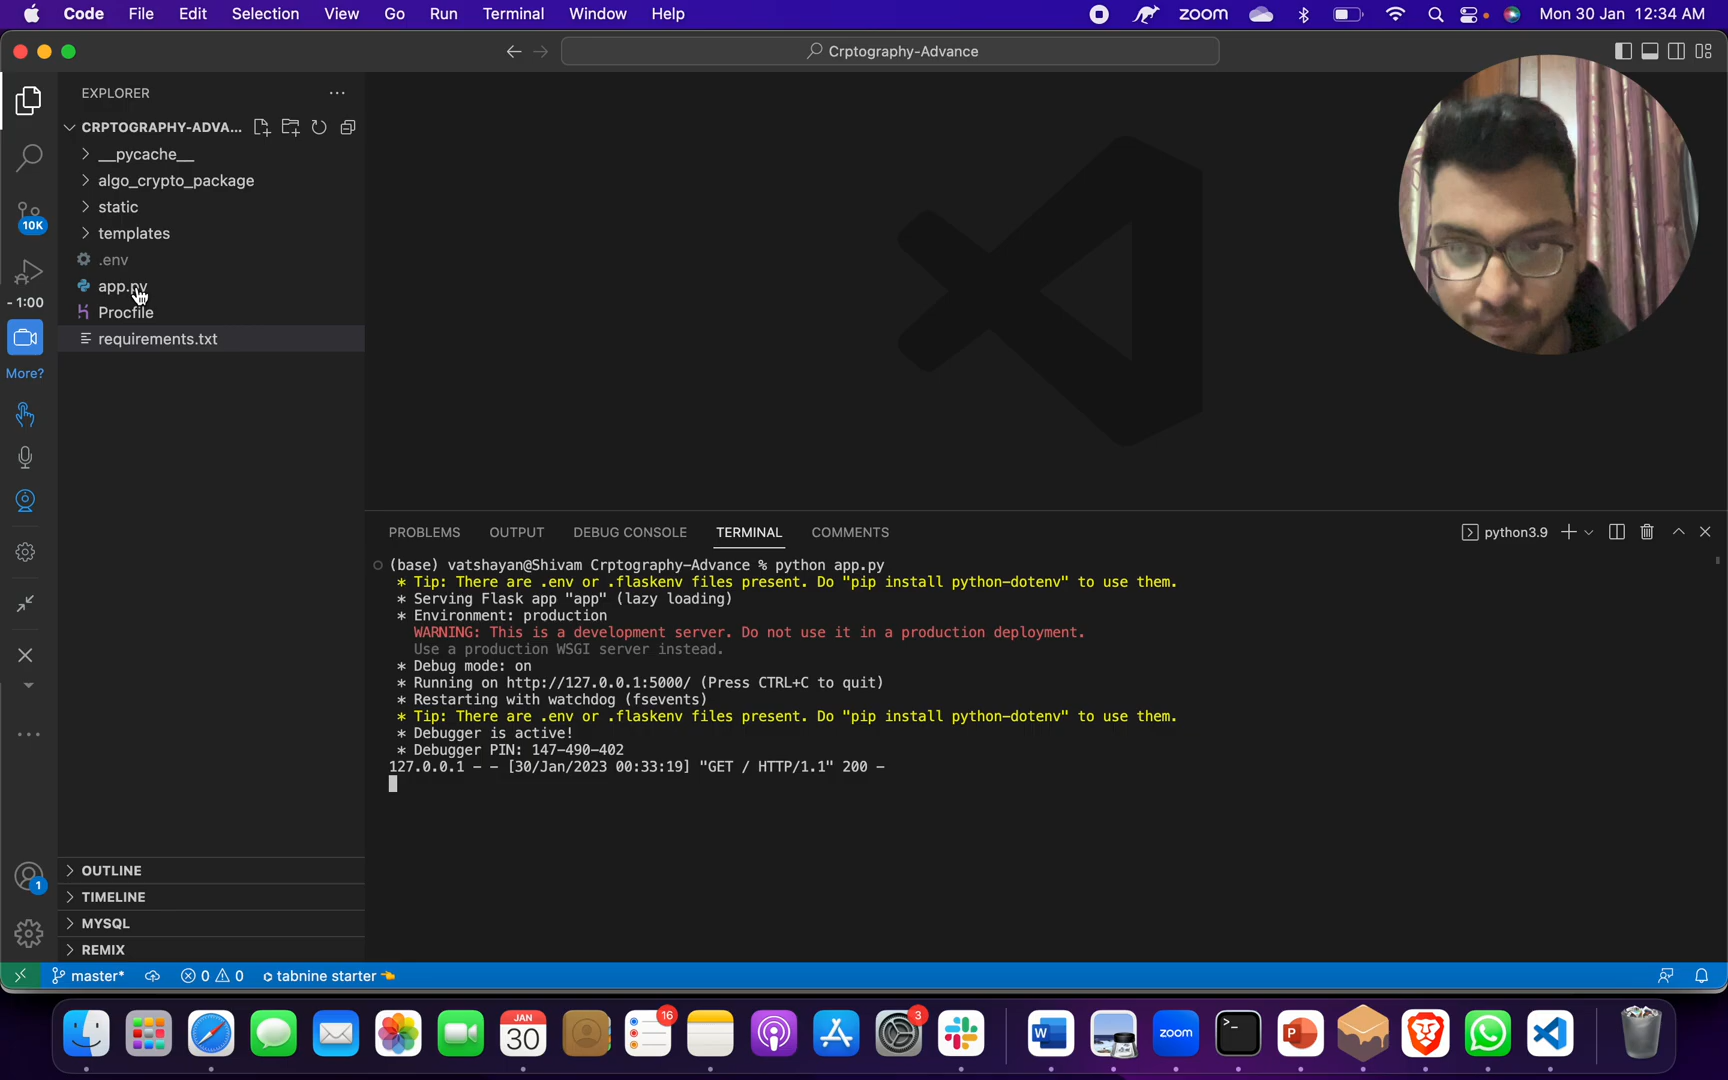 Code File Edit Selection View Go Run Terminal Window Help
zoom
Mon 30 Jan 12:34 AM
Crptography-Advance
EXPLORER
CRPTOGRAPHY-ADVA...
__pycache__
algo_crypto_package
static
10K
templates
.env
app.py
- 1:00
Procfile
requirements.txt
More?
PROBLEMS OUTPUT DEBUG CONSOLE TERMINAL COMMENTS
python3.9
(base) vatshayan@Shivam Crptography-Advance % python app.py
* Tip: There are .env or .flaskenv files present. Do "pip install python-dotenv" to use them.
* Serving Flask app "app" (lazy loading)
* Environment: production
WARNING: This is a development server. Do not use it in a production deployment.
Use a production WSGI server instead.
* Debug mode: on
* Running on http://127.0.0.1:5000/ (Press CTRL+C to quit)
* Restarting with watchdog (fsevents)
* Tip: There are .env or .flaskenv files present. Do "pip install python-dotenv" to use them.
* Debugger is active!
* Debugger PIN: 147-490-402
127.0.0.1 - - [30/Jan/2023 00:33:19] "GET / HTTP/1.1" 200 -
1
OUTLINE
TIMELINE
MYSQL
REMIX
master* 0 0 tabnine starter
JAN
30
16
3
W
zoom
P